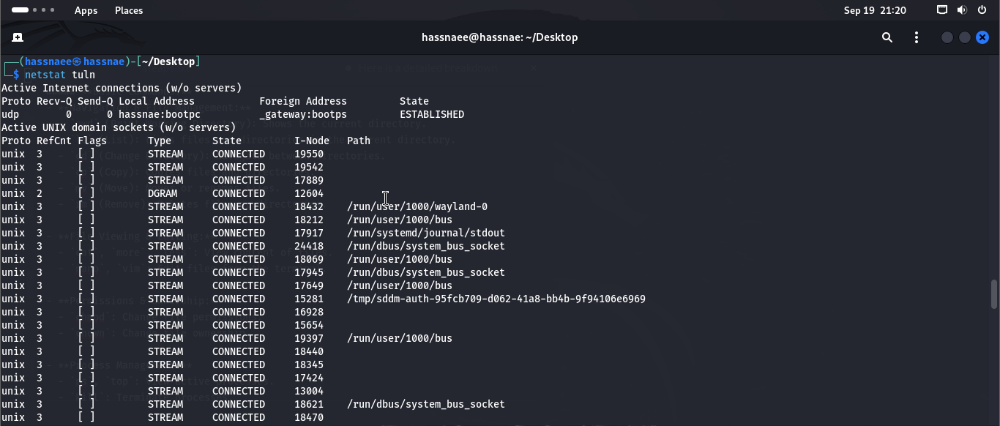 Apps Places Sep 19 21:20
hassnaee@hassnae: ~/Desktop
(hassnaee㉿hassnae)-[~/Desktop]
$ netstat tuln
Active Internet connections (w/o servers)
Proto Recv-Q Send-Q Local Address Foreign Address State
udp 0 0 hassnae:bootpc _gateway:bootps ESTABLISHED
Active UNIX domain sockets (w/o servers)
Proto RefCnt Flags Type State I-Node Path
unix 3 [ ] STREAM CONNECTED 19550
unix 3 [ ] STREAM CONNECTED 19542
unix 3 [ ] STREAM CONNECTED 17889
unix 2 [ ] DGRAM CONNECTED 12604
unix 3 [ ] STREAM CONNECTED 18432 /run/user/1000/wayland-0
unix 3 [ ] STREAM CONNECTED 18212 /run/user/1000/bus
unix 3 [ ] STREAM CONNECTED 17917 /run/systemd/journal/stdout
unix 3 [ ] STREAM CONNECTED 24418 /run/dbus/system_bus_socket
unix 3 [ ] STREAM CONNECTED 18069 /run/user/1000/bus
unix 3 [ ] STREAM CONNECTED 17945 /run/dbus/system_bus_socket
unix 3 [ ] STREAM CONNECTED 17649 /run/user/1000/bus
unix 3 [ ] STREAM CONNECTED 15281 /tmp/sddm-auth-95fcb709-d062-41a8-bb4b-9f94106e6969
unix 3 [ ] STREAM CONNECTED 16928
unix 3 [ ] STREAM CONNECTED 15654
unix 3 [ ] STREAM CONNECTED 19397 /run/user/1000/bus
unix 3 [ ] STREAM CONNECTED 18440
unix 3 [ ] STREAM CONNECTED 18345
unix 3 [ ] STREAM CONNECTED 17424
unix 3 [ ] STREAM CONNECTED 13004
unix 3 [ ] STREAM CONNECTED 18621 /run/dbus/system_bus_socket
unix 3 [ ] STREAM CONNECTED 18470